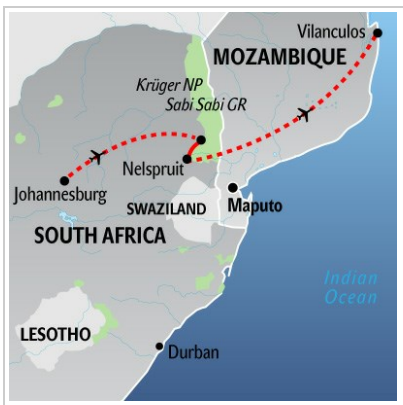 Vilanculos
MOZAMBIQUE
Krüger NP
Sabi Sabi GR
Nelspruit
Johannesburg
SWAZILAND
Maputo
SOUTH AFRICA
Indian
Ocean
LESOTHO
Durban